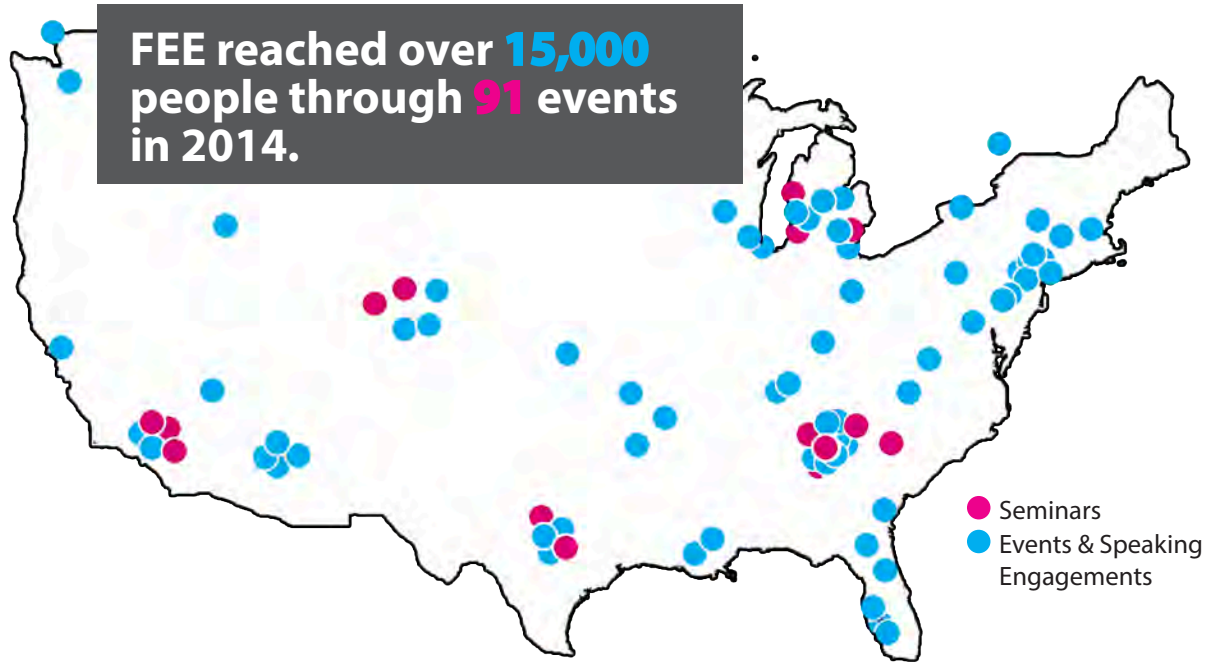 FEE reached over 15,000
people through 91 events
in 2014.
Seminars
Events & Speaking
Engagements